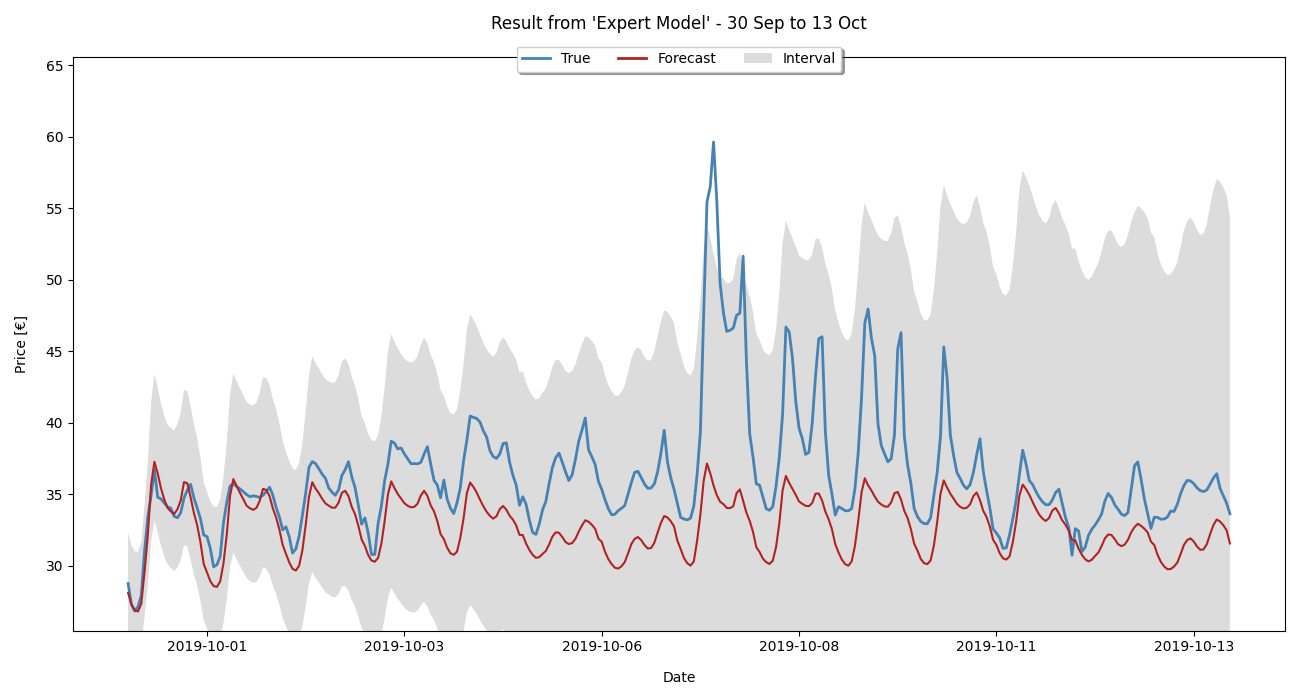 Result from 'Expert Model' - 30 Sep to 13 Oct
True Forecast Interval
65
60
55
50
45
40
35
30
Price [€]
2019-10-01 2019-10-03 2019-10-06 2019-10-08 2019-10-11 2019-10-13
Date